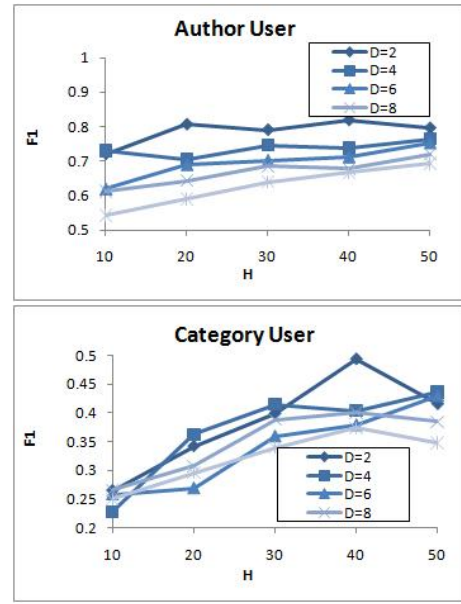 Author User
1
0.9
0.8
0.7
0.6
0.5
F1
10 20 30 40 50
H
D=2
D=4
D=6
D=8
Category User
0.5
0.45
0.4
0.35
0.3
0.25
0.2
F1
10 20 30 40 50
H
D=2
D=4
D=6
D=8